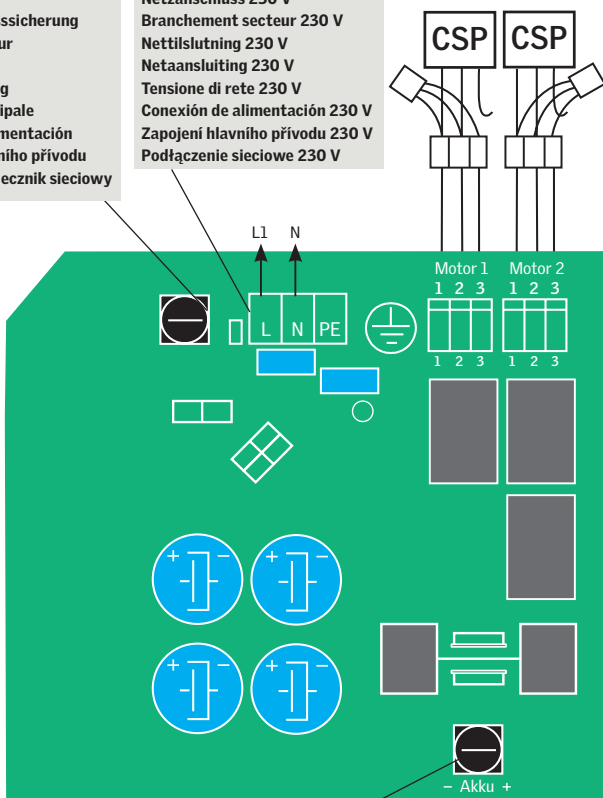 ssicherung
ur
g
ipale
mentación
ního přívodu
ecznik sieciowy
Netzanschluss 230 V
Branchement secteur 230 V
Nettilslutning 230 V
Netaansluiting 230 V
Tensione di rete 230 V
Conexión de alimentación 230 V
Zapojení hlavního přívodu 230 V
Podłączenie sieciowe 230 V
CSP CSP
L1 N
L N PE
Motor 1 Motor 2
1 2 3 1 2 3
1 2 3 1 2 3
+ − + −
+ − + −
− Akku +